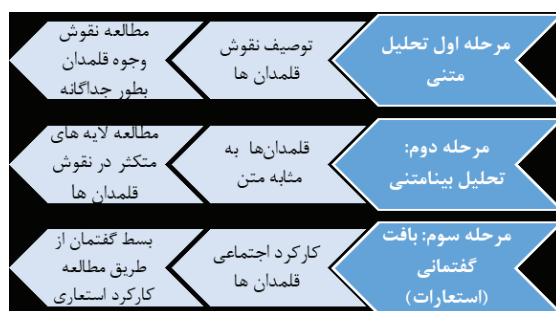 مرحله اول تحلیل
متنی
توصیف نقوش
قلمدان ها
مطالعه نقوش
وجوه قلمدان
بطور جداگانه
مرحله دوم:
تحلیل بینامتنی
قلمدان‌ها به
مثابه متن
مطالعه لایه های
متکثر در نقوش
قلمدان ها
مرحله سوم: بافت
گفتمانی
(استعارات)
کارکرد اجتماعی
قلمدان ها
بسط گفتمان از
طریق مطالعه
کارکرد استعاری